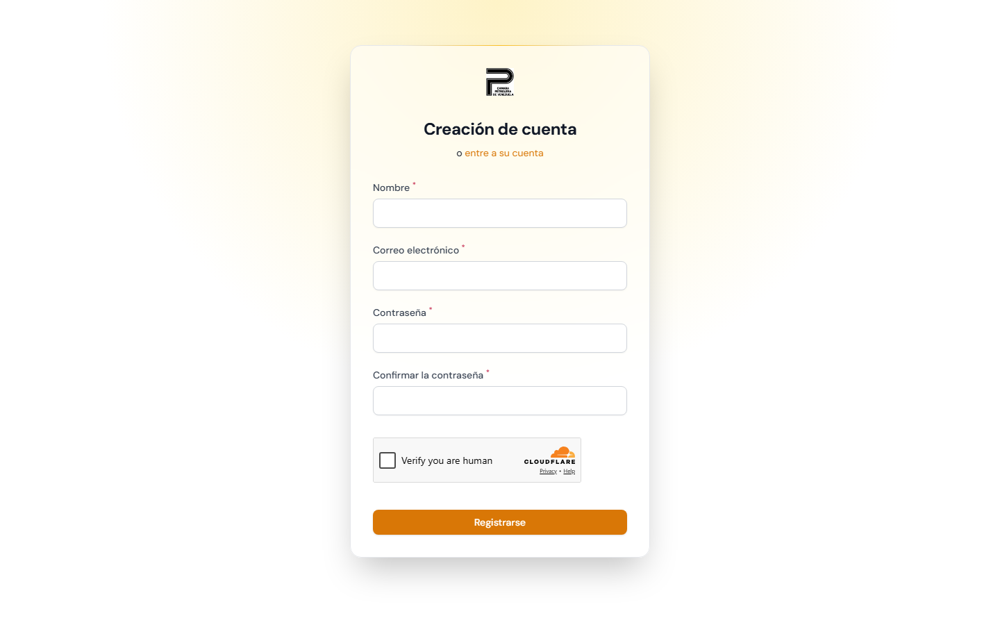 CAMARA
PETROLERA
DE VENEZUELA
Creación de cuenta
o entre a su cuenta
Nombre *
Correo electrónico *
Contraseña *
Confirmar la contraseña *
Verify you are human
CLOUDFLARE
Privacy • Help
Registrarse